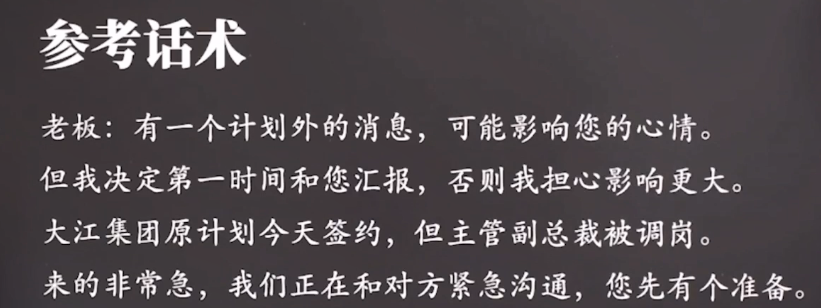 参考话术
老板：有一个计划外的消息，可能影响您的心情。
但我决定第一时间和您汇报，否则我担心影响更大。
大江集团原计划今天签约，但主管副总裁被调岗。
来的非常急，我们正在和对方紧急沟通，您先有个准备。